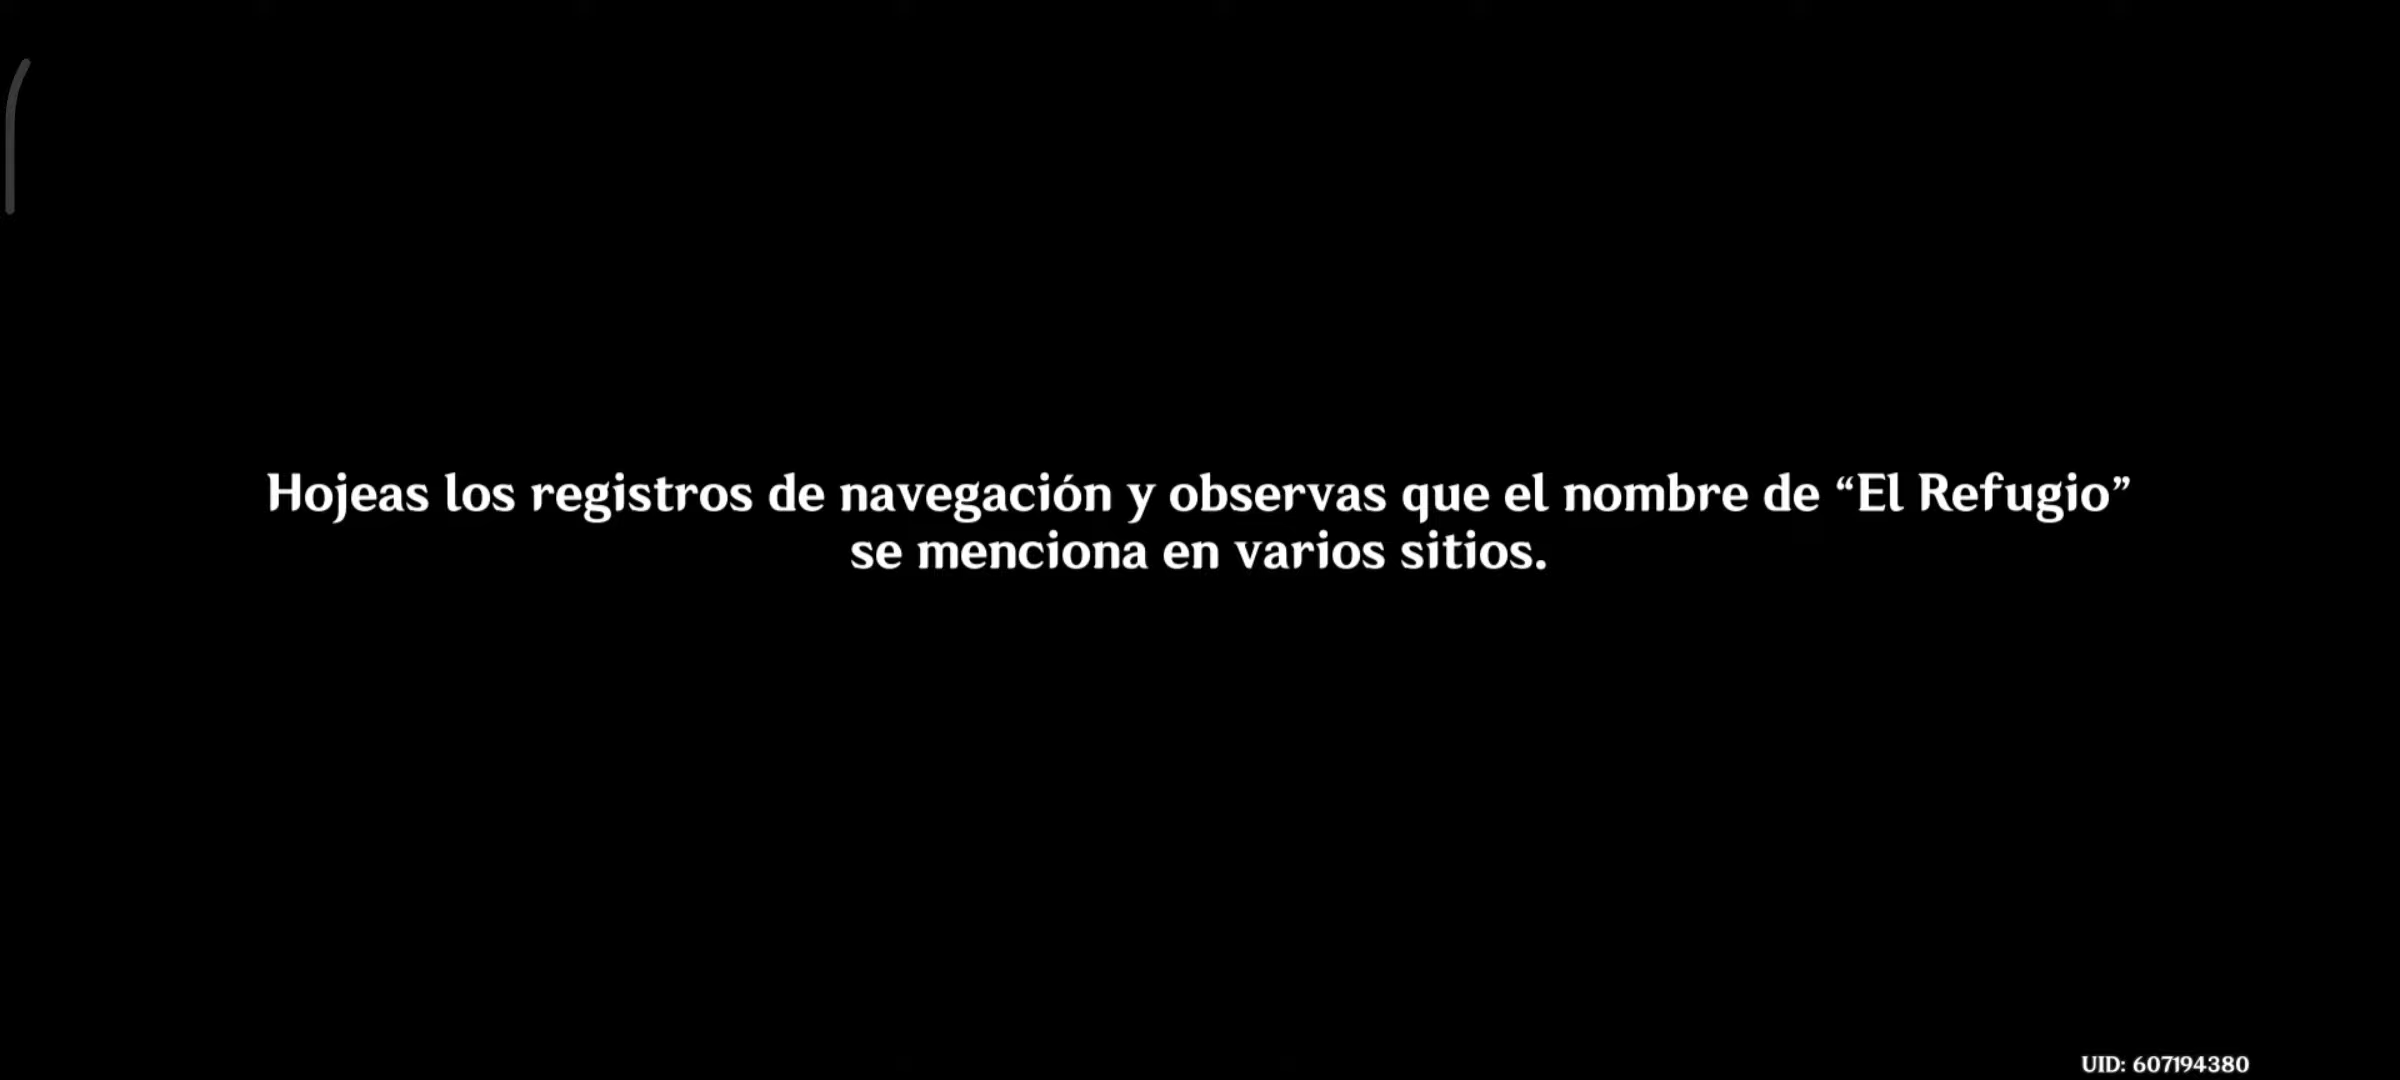 Hojeas los registros de navegación y observas que el nombre de “El Refugio”
se menciona en varios sitios.
UID: 607194380